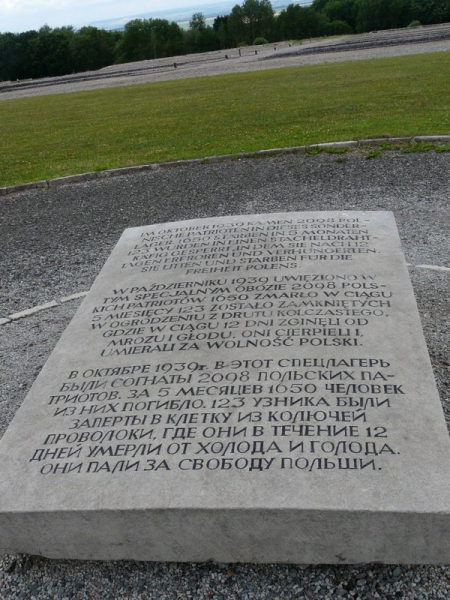 IM OKTOBER 1939 KAMEN 2098 POL-
NISCHE PATRIOTEN IN DIESES SONDER-
LAGER. 1650 STARBEN IN 5 MONATEN
123 WURDEN IN EINEN STACHELDRAHT-
KÄFIG GESPERRT, IN DEM SIE NACH 12
TAGEN ERFROREN UND VERHUNGERTEN
SIE LITTEN UND STARBEN FÜR DIE
FREIHEIT POLENS
W PAŹDZIERNIKU 1939 UWIĘZIONO W
TYM SPECJALNYM OBOZIE 2098 POLS-
KICH PATRIOTÓW. 1650 ZMARŁO W CIĄGU
5 MIESIĘCY 123 ZOSTAŁO ZAMKNIĘTYCH
W OGRODZENIU Z DRUTU KOLCZASTEGO,
GDZIE W CIĄGU 12 DNI ZGINĘLI OD
MROZU I GŁODU, ONI CIERPIELI I
UMIERALI ZA WOLNOŚĆ POLSKI.
В ОКТЯБРЕ 1939г. В ЭТОТ СПЕЦЛАГЕРЬ
БЫЛИ СОГНАТЫ 2098 ПОЛЬСКИХ ПА-
ТРИОТОВ. ЗА 5 МЕСЯЦЕВ 1650 ЧЕЛОВЕК
ИЗ НИХ ПОГИБЛО. 123 УЗНИКА БЫЛИ
ЗАПЕРТЫ В КЛЕТКУ ИЗ КОЛЮЧЕЙ
ПРОВОЛОКИ, ГДЕ ОНИ В ТЕЧЕНИЕ 12
ДНЕЙ УМЕРЛИ ОТ ХОЛОДА И ГОЛОДА.
ОНИ ПАЛИ ЗА СВОБОДУ ПОЛЬШИ.